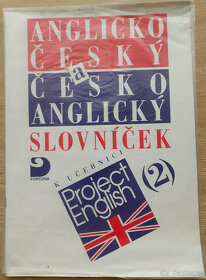 ANGLICKO
ČESKÝ
a
ČESKO
ANGLICKÝ
SLOVNÍČEK
K UČEBNICI
Project
English
(2)
FORTUNA